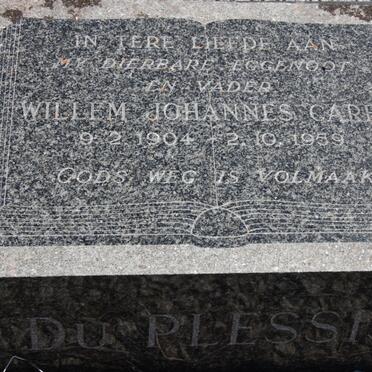 IN TERE LIEFDE AAN
MY DIERBARE EGGENOOT
EN VADER
WILLEM JOHANNES CARE
9.2.1904 - 2.10.1959
GODS WEG IS VOLMAAK
DU PLESSI